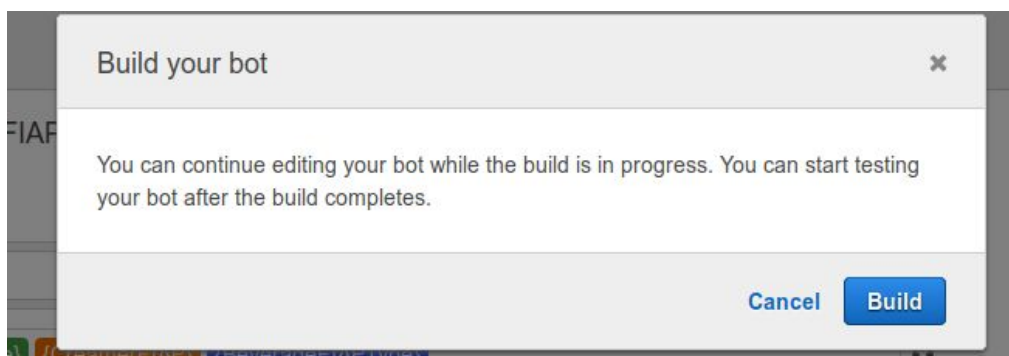 Build your bot
FIAP
You can continue editing your bot while the build is in progress. You can start testing
your bot after the build completes.
Cancel Build